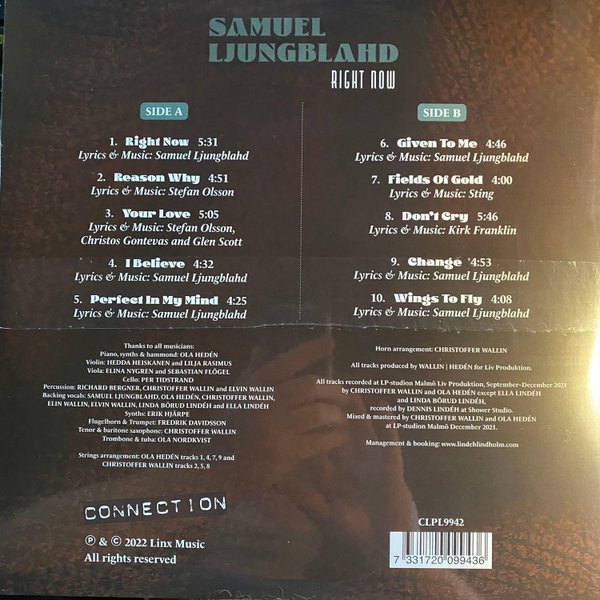 SAMUEL
LJUNGBLAHD
RIGHT NOW
SIDE A
1. Right Now 5:31
Lyrics & Music: Samuel Ljungblahd
2. Reason Why 4:51
Lyrics & Music: Stefan Olsson
3. Your Love 5:05
Lyrics & Music: Stefan Olsson,
Christos Gontevas and Glen Scott
4. I Believe 4:32
Lyrics & Music: Samuel Ljungblahd
5. Perfect In My Mind 4:25
Lyrics & Music: Samuel Ljungblahd
SIDE B
6. Given To Me 4:46
Lyrics & Music: Samuel Ljungblahd
7. Fields Of Gold 4:00
Lyrics & Music: Sting
8. Don't Cry 5:46
Lyrics & Music: Kirk Franklin
9. Change 4:53
Lyrics & Music: Samuel Ljungblahd
10. Wings To Fly 4:08
Lyrics & Music: Samuel Ljungblahd
Thanks to all musicians:
Piano, synths & hammond: OLA HEDÉN
Violin: HEDDA HEISKANEN and LILJA RASIMUS
Viola: ELINA NYGREN and SEBASTIAN FLÖGEL
Cello: PER TIDSTRAND
Percussion: RICHARD BERGNER, CHRISTOFFER WALLIN and ELVIN WALLIN
Backing vocals: SAMUEL LJUNGBLAHD, OLA HEDÉN, CHRISTOFFER WALLIN,
ELIN WALLIN, ELVIN WALLIN, LINDA BÖRUD LINDÉH and ELLA LINDÉH
Synth: ERIK HJÄRPE
Flugelhorn & Trumpet: FREDRIK DAVIDSSON
Tenor & baritone saxophone: CHRISTOFFER WALLIN
Trombone & tuba: OLA NORDKVIST
Strings arrangement: OLA HEDÉN tracks 1, 4, 7, 9 and
CHRISTOFFER WALLIN tracks 2, 5, 8
Horn arrangement: CHRISTOFFER WALLIN
All tracks produced by WALLIN | HEDÉN for Liv Produktion.
All tracks recorded at LP-studion Malmö Liv Produktion, September-December 2021
by CHRISTOFFER WALLIN and OLA HEDÉN except ELLA LINDÉH
and LINDA BÖRUD LINDÉH,
recorded by DENNIS LINDÉH at Shower Studio.
Mixed & mastered by CHRISTOFFER WALLIN and OLA HEDÉN
at LP-studion Malmö December 2021.
Management & booking: www.lindehlindholm.com
CONNECTION
℗ & © 2022 Linx Music
All rights reserved
CLPL9942
7 331720 099436